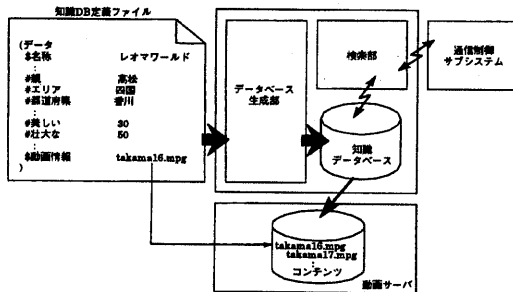 知識DB定義ファイル
(データ
$名称 レオマワールド
:
#親 高松
#エリア 四国
#都道府県 香川
:
#美しい 30
#壮大な 50
:
$動画情報 takama16.mpg
)
データベース
生成部
検索部
通信制御
サブシステム
知識
データベース
takama16.mpg
takama17.mpg
:
コンテンツ
動画サーバ